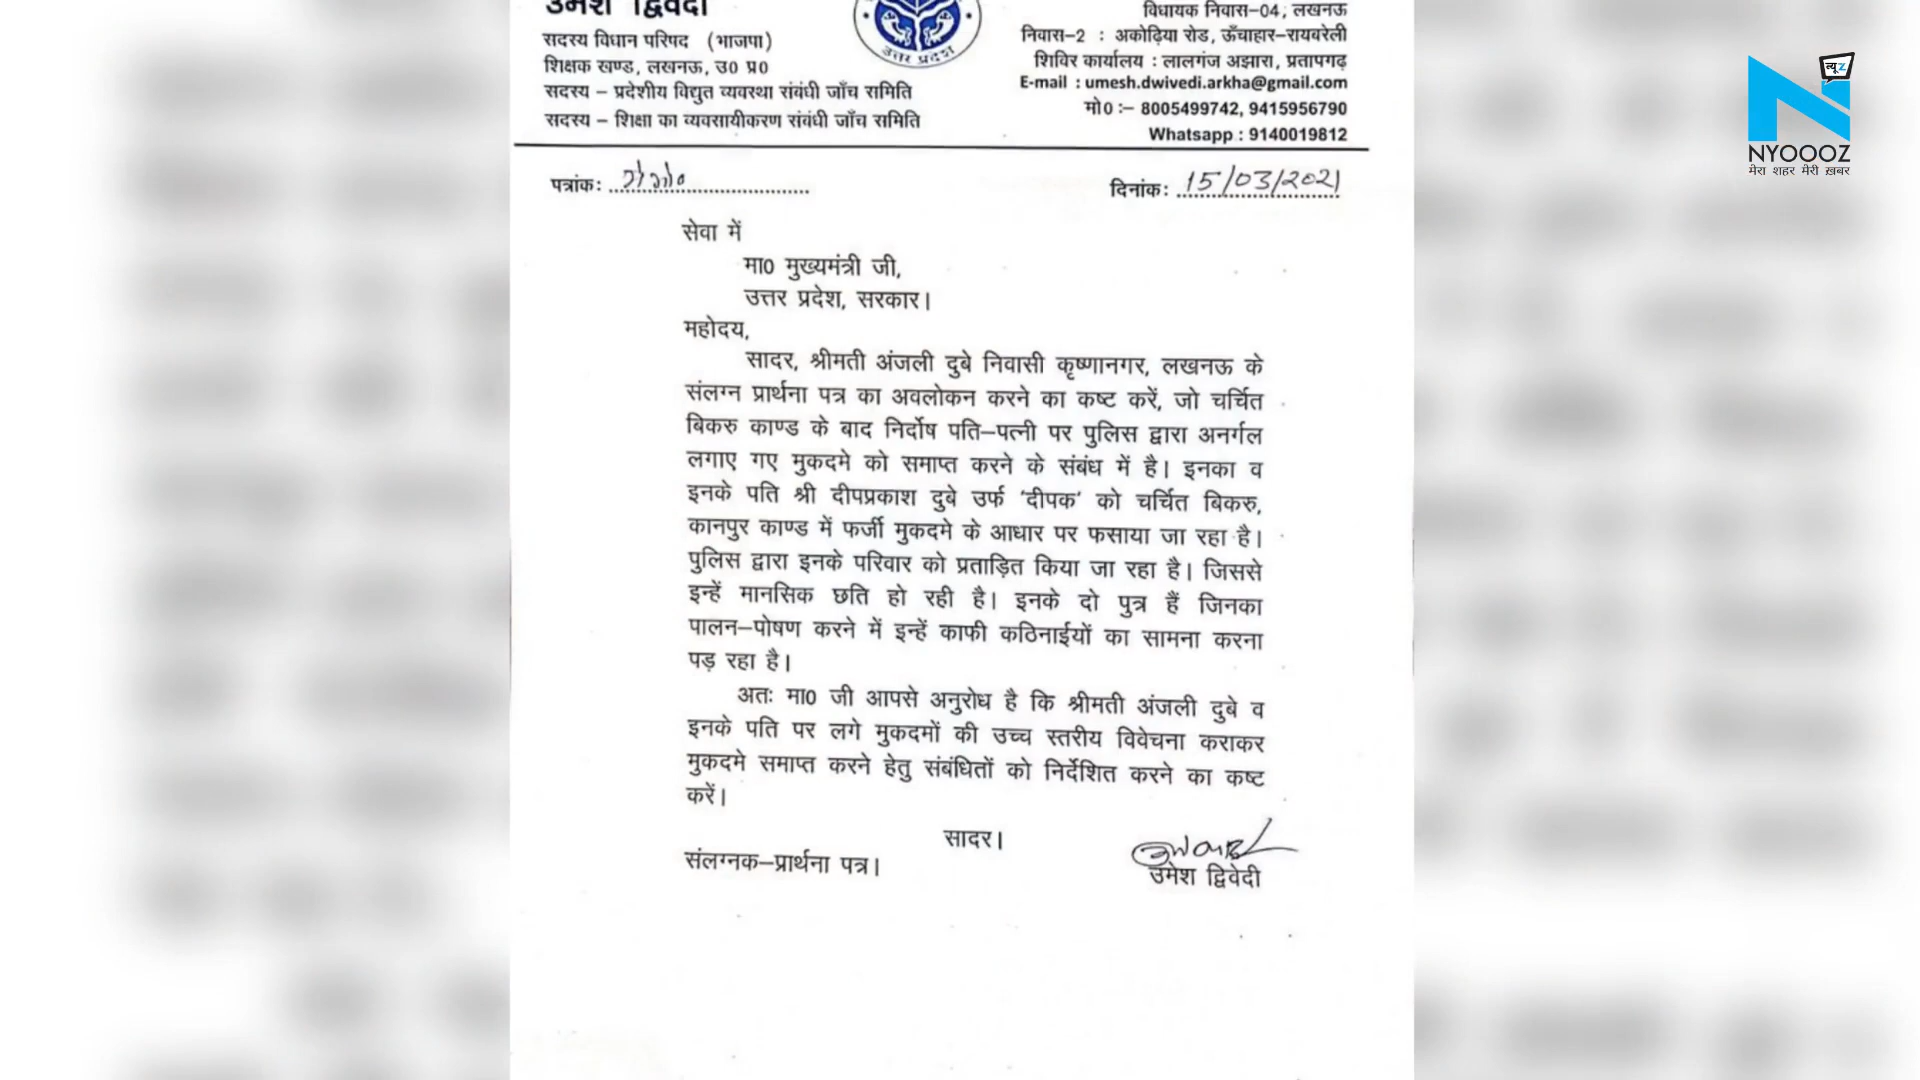 उमेश द्विवेदी
सदस्य विधान परिषद (भाजपा)
शिक्षक खण्ड, लखनऊ, उ0 प्र0
सदस्य – प्रदेशीय विद्युत व्यवस्था संबंधी जाँच समिति
सदस्य – शिक्षा का व्यवसायीकरण संबंधी जाँच समिति
उत्तर प्रदेश
विधायक निवास–04, लखनऊ
निवास–2 : अकोढ़िया रोड, ऊँचाहार–रायबरेली
शिविर कार्यालय : लालगंज अझारा, प्रतापगढ़
E-mail : umesh.dwivedi.arkha@gmail.com
मो0 :– 8005499742, 9415956790
Whatsapp : 9140019812
न्यूZ
NYOOOZ
मेरा शहर मेरी ख़बर
पत्रांक:
दिनांक: 15/03/2021
सेवा में
मा0 मुख्यमंत्री जी,
उत्तर प्रदेश, सरकार।
महोदय,
सादर, श्रीमती अंजली दुबे निवासी कृष्णानगर, लखनऊ के
संलग्न प्रार्थना पत्र का अवलोकन करने का कष्ट करें, जो चर्चित
बिकरु काण्ड के बाद निर्दोष पति–पत्नी पर पुलिस द्वारा अनर्गल
लगाए गए मुकदमे को समाप्त करने के संबंध में है। इनका व
इनके पति श्री दीपप्रकाश दुबे उर्फ 'दीपक' को चर्चित बिकरु,
कानपुर काण्ड में फर्जी मुकदमे के आधार पर फसाया जा रहा है।
पुलिस द्वारा इनके परिवार को प्रताड़ित किया जा रहा है। जिससे
इन्हें मानसिक छति हो रही है। इनके दो पुत्र हैं जिनका
पालन–पोषण करने में इन्हें काफी कठिनाईयों का सामना करना
पड़ रहा है।
अतः मा0 जी आपसे अनुरोध है कि श्रीमती अंजली दुबे व
इनके पति पर लगे मुकदमों की उच्च स्तरीय विवेचना कराकर
मुकदमे समाप्त करने हेतु संबंधितों को निर्देशित करने का कष्ट
करें।
सादर।
संलग्नक–प्रार्थना पत्र।
उमेश द्विवेदी